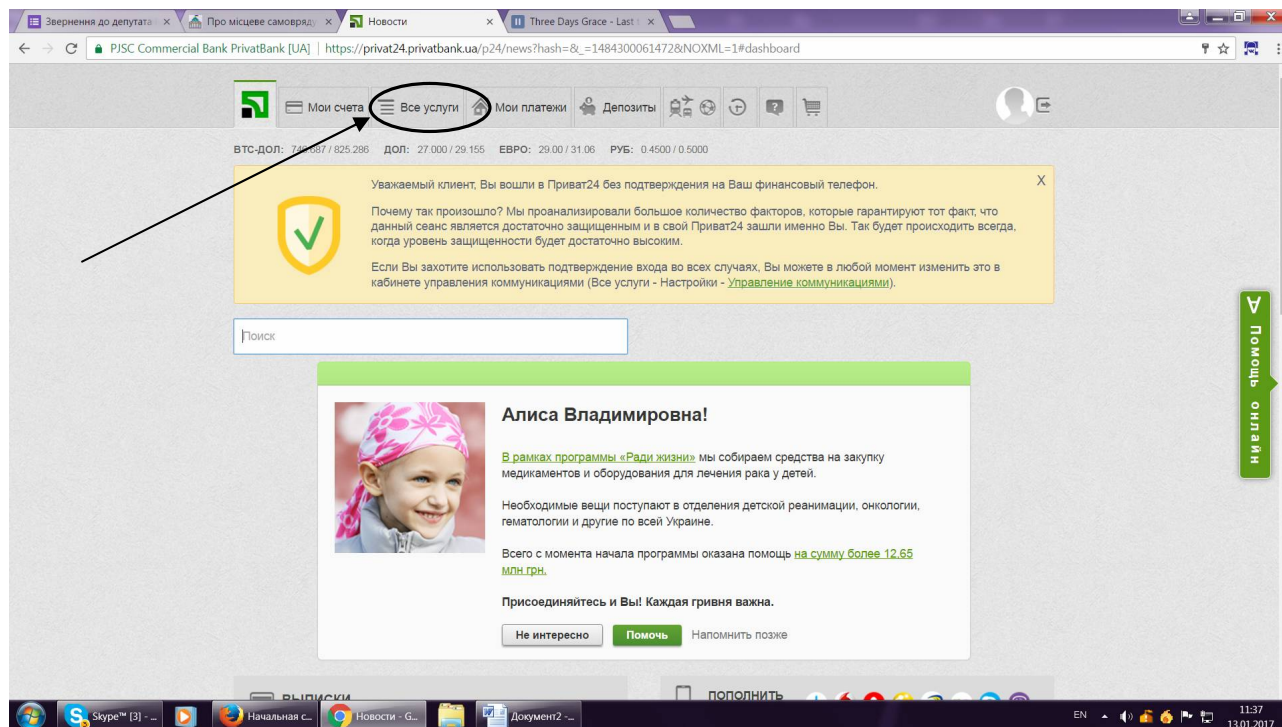 Звернення до депутата
Про місцеве самовряду
Новости
Three Days Grace - Last
PJSC Commercial Bank PrivatBank [UA] https://privat24.privatbank.ua/p24/news?hash=&_=1484300061472&NOXML=1#dashboard
Мои счета Все услуги Мои платежи Депозиты
BTC-ДОЛ: / 825.286 ДОЛ: 27.000 / 29.155 ЕВРО: 29.00 / 31.06 РУБ: 0.4500 / 0.5000
Уважаемый клиент, Вы вошли в Приват24 без подтверждения на Ваш финансовый телефон. X
Почему так произошло? Мы проанализировали большое количество факторов, которые гарантируют тот факт, что
данный сеанс является достаточно защищенным и в свой Приват24 зашли именно Вы. Так будет происходить всегда,
когда уровень защищенности будет достаточно высоким.
Если Вы захотите использовать подтверждение входа во всех случаях, Вы можете в любой момент изменить это в
кабинете управления коммуникациями (Все услуги - Настройки - Управление коммуникациями).
Поиск
Помощь онлайн
Алиса Владимировна!
В рамках программы «Ради жизни» мы собираем средства на закупку
медикаментов и оборудования для лечения рака у детей.
Необходимые вещи поступают в отделения детской реанимации, онкологии,
гематологии и другие по всей Украине.
Всего с момента начала программы оказана помощь на сумму более 12,65
млн грн.
Присоединяйтесь и Вы! Каждая гривня важна.
Не интересно Помочь Напомнить позже
ВЫПИСКИ ПОПОЛНИТЬ
Skype™ [3] - ... Начальная с... Новости - G... Документ2 -... EN 11:37
13.01.2017